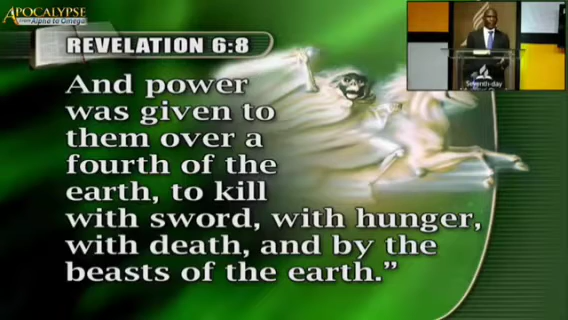 APOCALYPSE
from Alpha to Omega
REVELATION 6:8
And power
was given to
them over a
fourth of the
earth, to kill
with sword, with hunger,
with death, and by the
beasts of the earth.”
Seventh-day